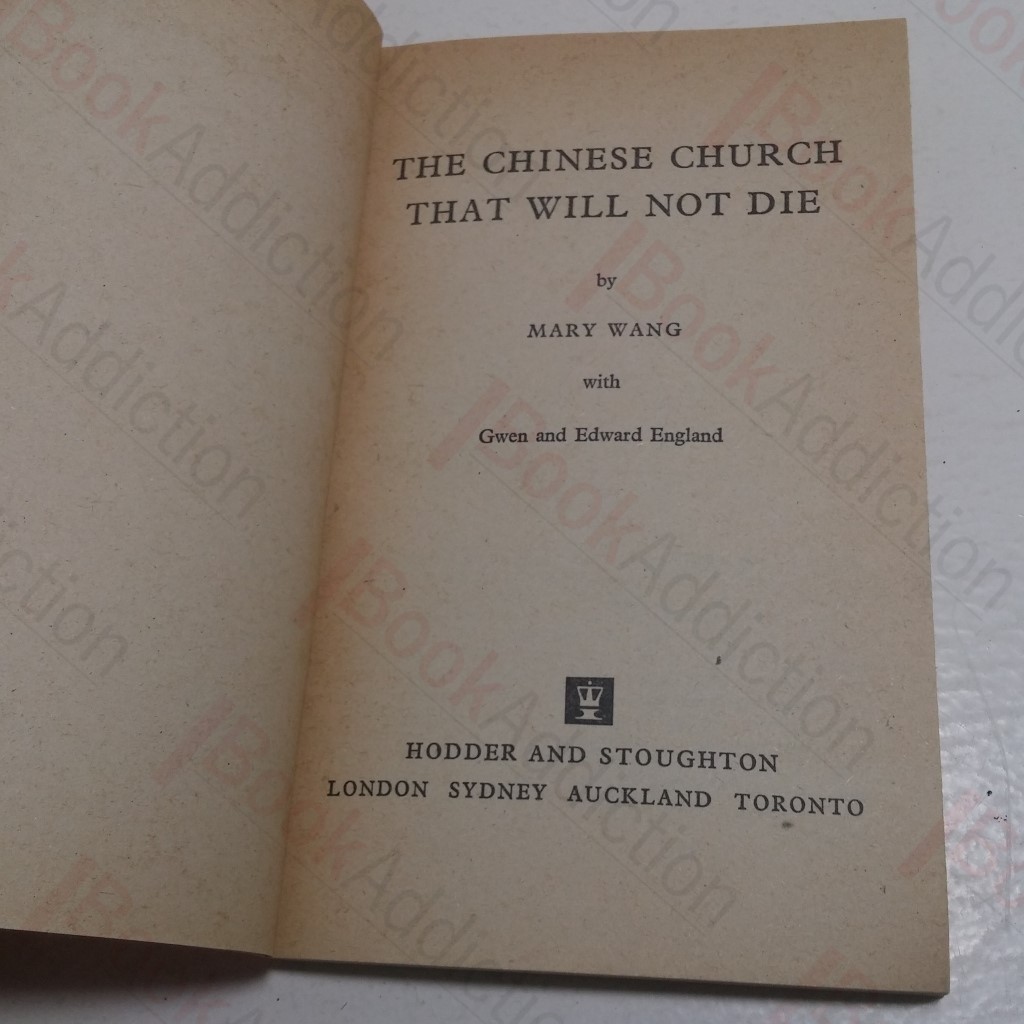 THE CHINESE CHURCH
THAT WILL NOT DIE
by
MARY WANG
with
Gwen and Edward England
HODDER AND STOUGHTON
LONDON SYDNEY AUCKLAND TORONTO
BookAddiction